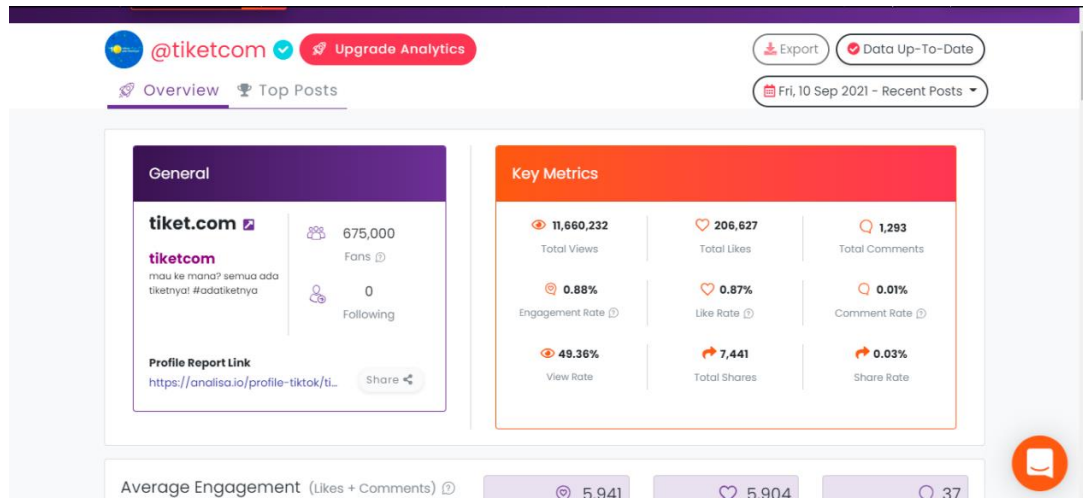 @tiketcom
Upgrade Analytics
Export
Data Up-To-Date
Overview
Top Posts
Fri, 10 Sep 2021 - Recent Posts
General
tiket.com
tiketcom
mau ke mana? semua ada
tiketnya! #adatiketnya
675,000
Fans
0
Following
Profile Report Link
https://analisa.io/profile-tiktok/ti...
Share
Key Metrics
11,660,232
Total Views
206,627
Total Likes
1,293
Total Comments
0.88%
Engagement Rate
0.87%
Like Rate
0.01%
Comment Rate
49.36%
View Rate
7,441
Total Shares
0.03%
Share Rate
Average Engagement (Likes + Comments)
5,941
5,904
37